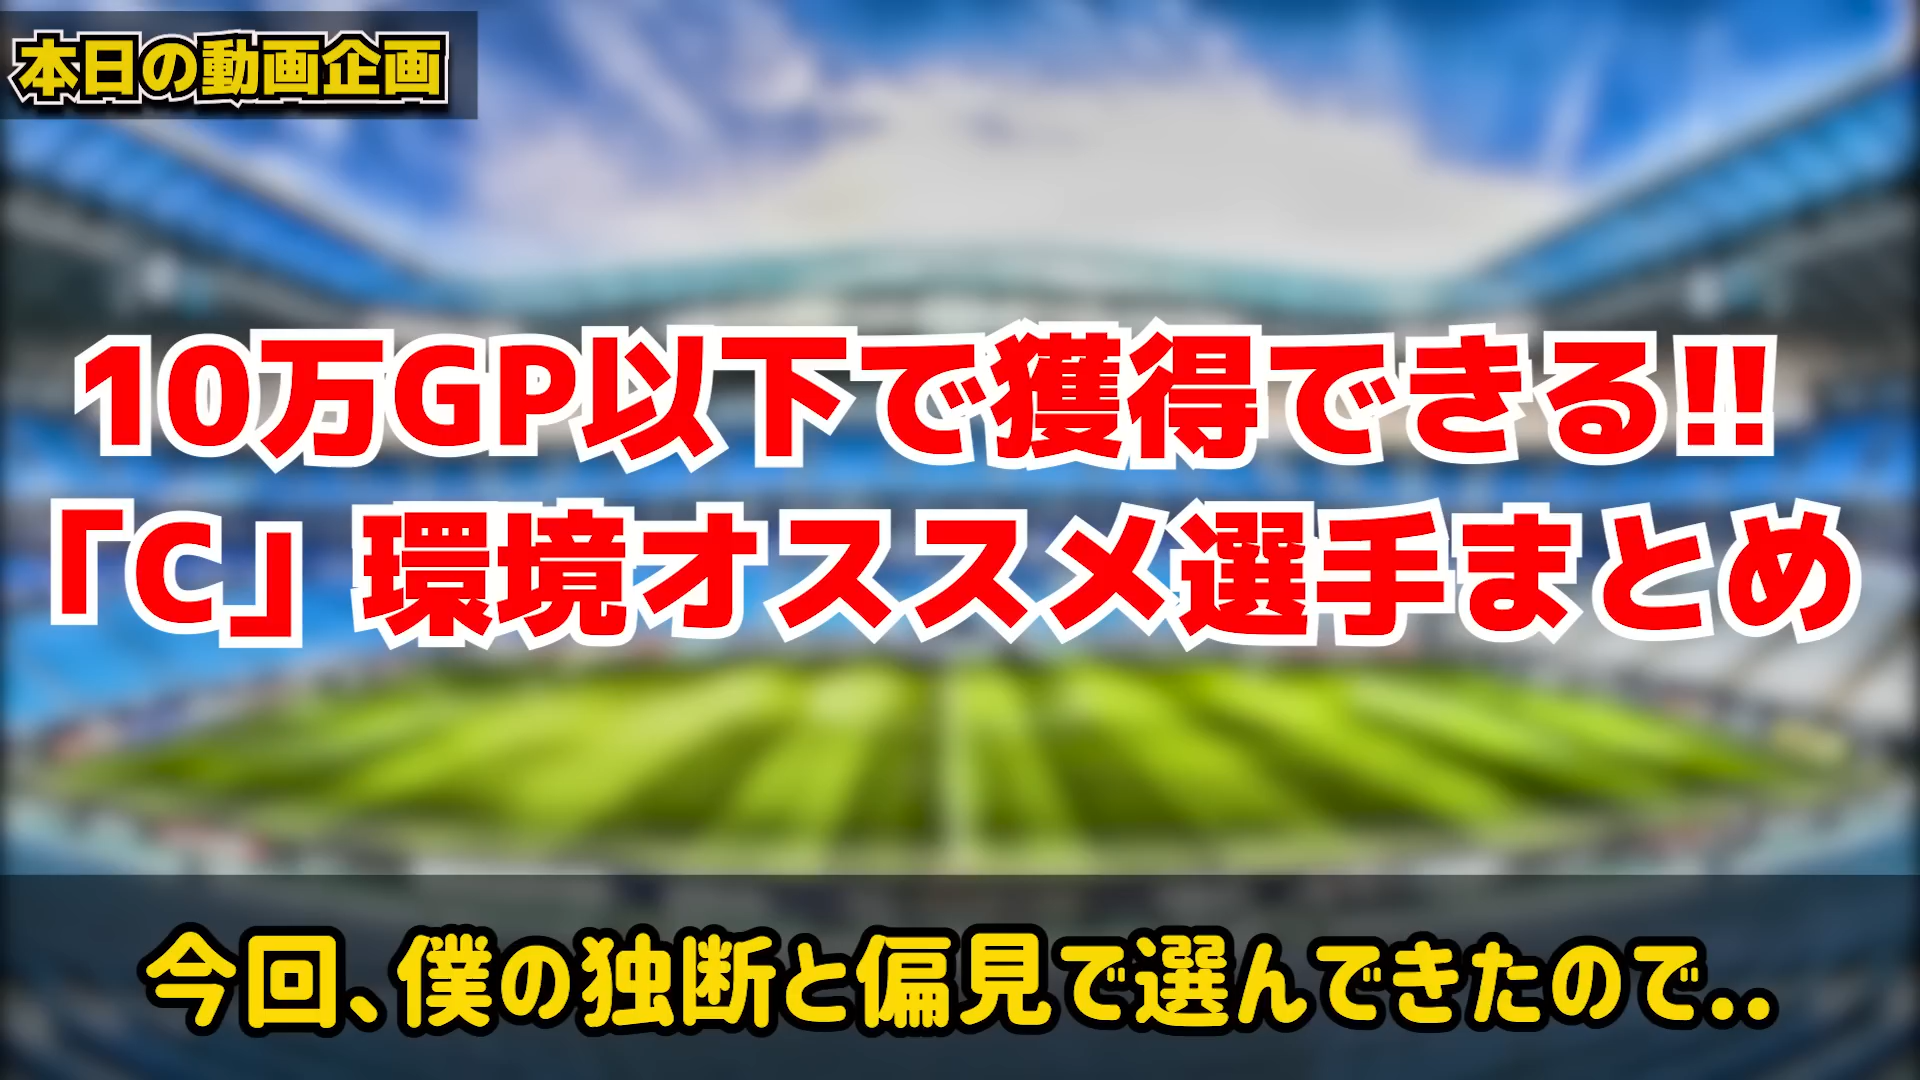 本日の動画企画
10万GP以下で獲得できる!!
「C」環境オススメ選手まとめ
今回、僕の独断と偏見で選んできたので..